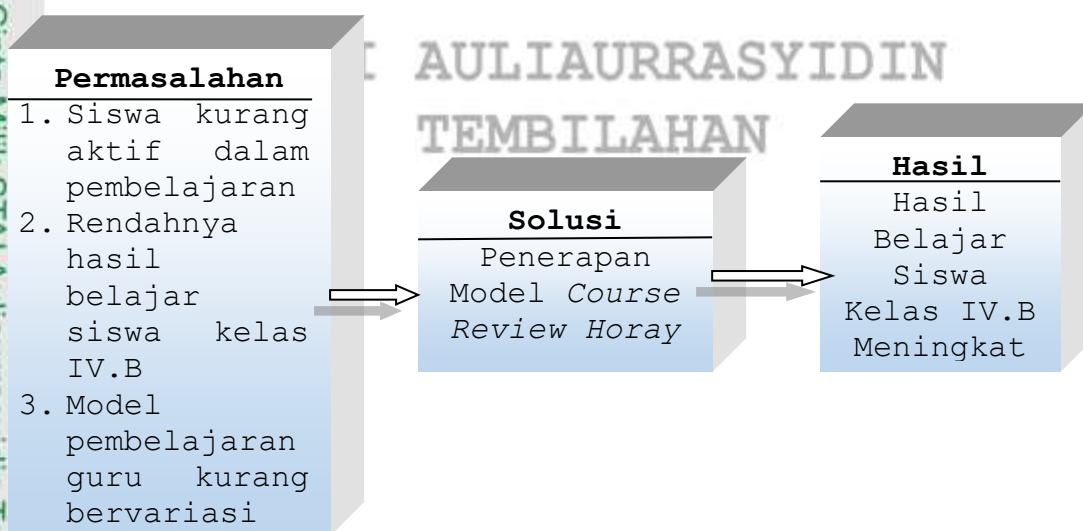 AULIAURRASYIDIN
TEMBILAHAN
Permasalahan
1. Siswa kurang
aktif dalam
pembelajaran
2. Rendahnya
hasil
belajar
siswa kelas
IV.B
3. Model
pembelajaran
guru kurang
bervariasi
Solusi
Penerapan
Model Course
Review Horay
Hasil
Hasil
Belajar
Siswa
Kelas IV.B
Meningkat